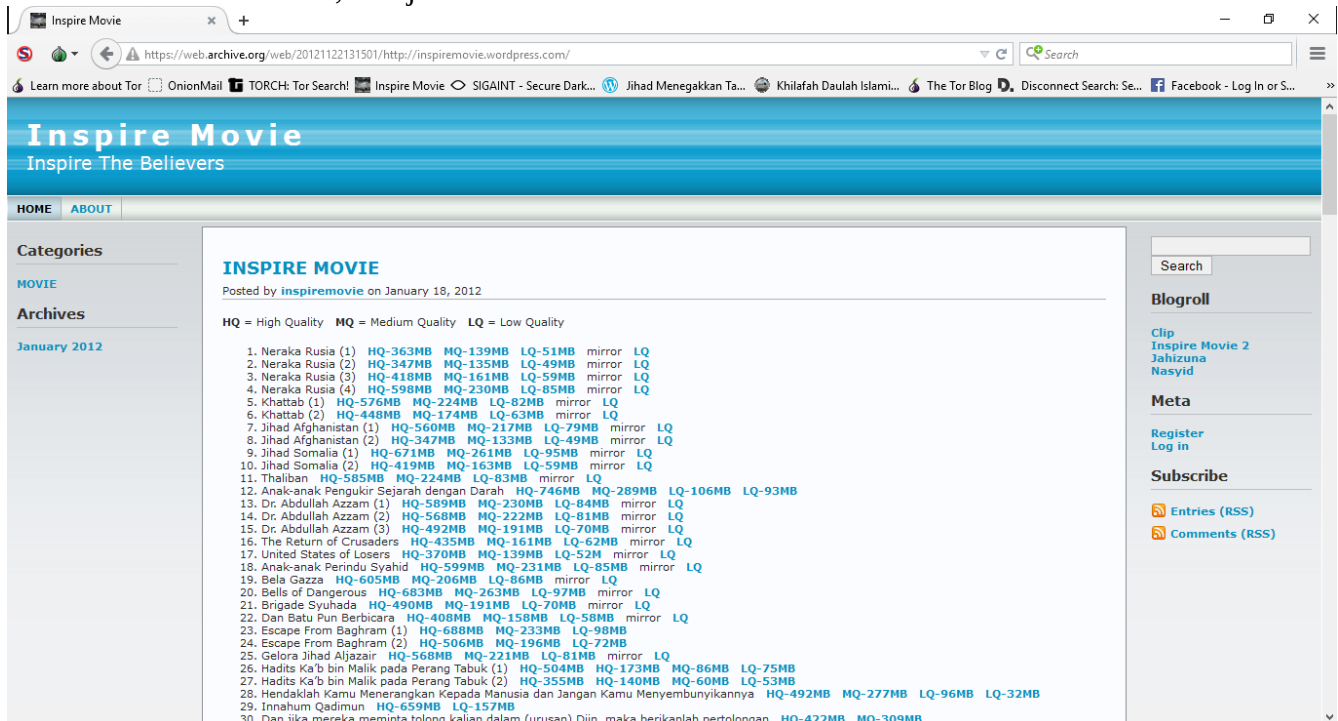 Inspire Movie
https://web.archive.org/web/20121122131501/http://inspiremovie.wordpress.com/
Search
Learn more about Tor OnionMail TORCH: Tor Search! Inspire Movie SIGAINT - Secure Dark... Jihad Menegakkan Ta... Khilafah Daulah Islami... The Tor Blog Disconnect Search: Se... Facebook - Log In or S... »
Inspire Movie
Inspire The Believers
HOME ABOUT
Categories
MOVIE
Archives
January 2012
INSPIRE MOVIE
Posted by inspiremovie on January 18, 2012
HQ = High Quality MQ = Medium Quality LQ = Low Quality
1. Neraka Rusia (1) HQ-363MB MQ-139MB LQ-51MB mirror LQ
2. Neraka Rusia (2) HQ-347MB MQ-135MB LQ-49MB mirror LQ
3. Neraka Rusia (3) HQ-418MB MQ-161MB LQ-59MB mirror LQ
4. Neraka Rusia (4) HQ-598MB MQ-230MB LQ-85MB mirror LQ
5. Khattab (1) HQ-576MB MQ-224MB LQ-82MB mirror LQ
6. Khattab (2) HQ-448MB MQ-174MB LQ-63MB mirror LQ
7. Jihad Afghanistan (1) HQ-560MB MQ-217MB LQ-79MB mirror LQ
8. Jihad Afghanistan (2) HQ-347MB MQ-133MB LQ-49MB mirror LQ
9. Jihad Somalia (1) HQ-671MB MQ-261MB LQ-95MB mirror LQ
10. Jihad Somalia (2) HQ-419MB MQ-163MB LQ-59MB mirror LQ
11. Thaliban HQ-585MB MQ-224MB LQ-83MB mirror LQ
12. Anak-anak Pengukir Sejarah dengan Darah HQ-746MB MQ-289MB LQ-106MB LQ-93MB
13. Dr. Abdullah Azzam (1) HQ-589MB MQ-230MB LQ-84MB mirror LQ
14. Dr. Abdullah Azzam (2) HQ-568MB MQ-222MB LQ-81MB mirror LQ
15. Dr. Abdullah Azzam (3) HQ-492MB MQ-191MB LQ-70MB mirror LQ
16. The Return of Crusaders HQ-435MB MQ-161MB LQ-62MB mirror LQ
17. United States of Losers HQ-370MB MQ-139MB LQ-52M mirror LQ
18. Anak-anak Perindu Syahid HQ-599MB MQ-231MB LQ-85MB mirror LQ
19. Bela Gazza HQ-605MB MQ-206MB LQ-86MB mirror LQ
20. Bells of Dangerous HQ-683MB MQ-263MB LQ-97MB mirror LQ
21. Brigade Syuhada HQ-490MB MQ-191MB LQ-70MB mirror LQ
22. Dan Batu Pun Berbicara HQ-408MB MQ-158MB LQ-58MB mirror LQ
23. Escape From Baghram (1) HQ-688MB MQ-233MB LQ-98MB
24. Escape From Baghram (2) HQ-506MB MQ-196MB LQ-72MB
25. Gelora Jihad Aljazair HQ-568MB MQ-221MB LQ-81MB mirror LQ
26. Hadits Ka'b bin Malik pada Perang Tabuk (1) HQ-504MB HQ-173MB MQ-86MB LQ-75MB
27. Hadits Ka'b bin Malik pada Perang Tabuk (2) HQ-355MB HQ-140MB MQ-60MB LQ-53MB
28. Hendaklah Kamu Menerangkan Kepada Manusia dan Jangan Kamu Menyembunyikannya HQ-492MB MQ-277MB LQ-96MB LQ-32MB
29. Innahum Qadimun HQ-659MB LQ-157MB
30. Dan jika mereka meminta tolong kalian dalam (urusan) Diin, maka berikanlah pertolongan HQ-422MB MQ-309MB
Search
Blogroll
Clip
Inspire Movie 2
Jahizuna
Nasyid
Meta
Register
Log in
Subscribe
Entries (RSS)
Comments (RSS)